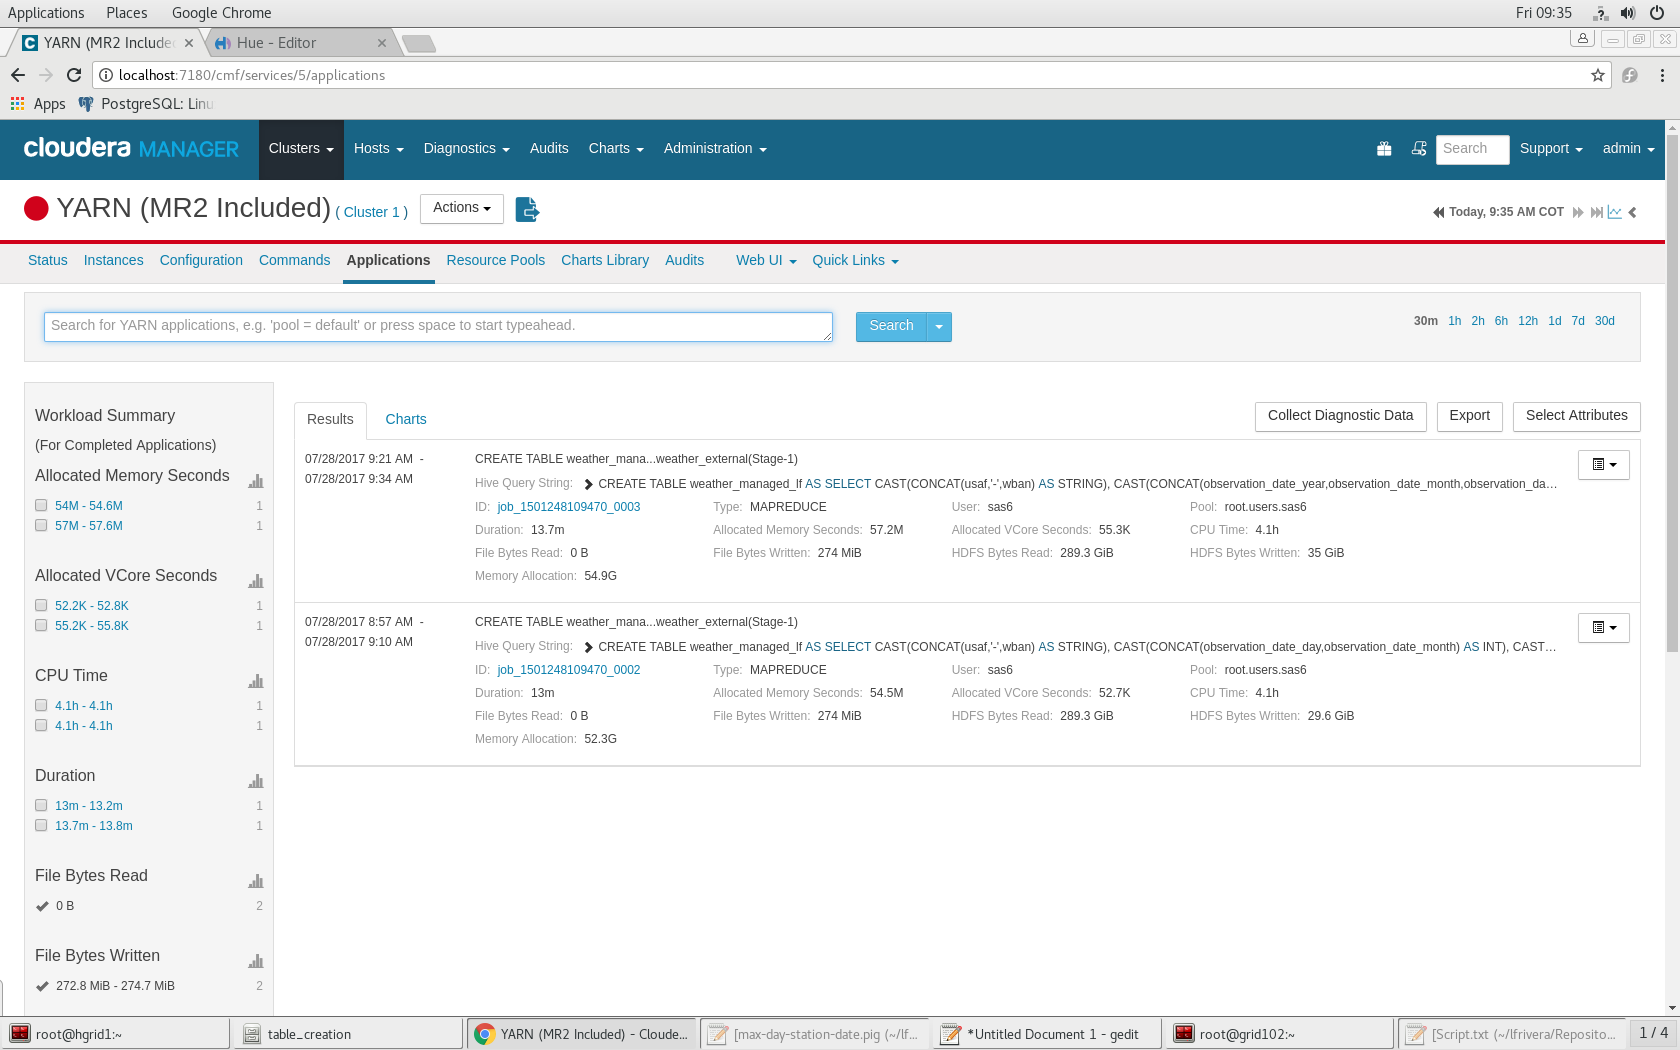 Applications Places Google Chrome Fri 09:35
YARN (MR2 Include Hue - Editor
localhost:7180/cmf/services/5/applications
Apps PostgreSQL: Linu
cloudera MANAGER Clusters Hosts Diagnostics Audits Charts Administration Search Support admin
YARN (MR2 Included) ( Cluster 1 ) Actions Today, 9:35 AM COT
Status Instances Configuration Commands Applications Resource Pools Charts Library Audits Web UI Quick Links
Search for YARN applications, e.g. 'pool = default' or press space to start typeahead. Search 30m 1h 2h 6h 12h 1d 7d 30d
Workload Summary
(For Completed Applications)
Allocated Memory Seconds
54M - 54.6M 1
57M - 57.6M 1
Allocated VCore Seconds
52.2K - 52.8K 1
55.2K - 55.8K 1
CPU Time
4.1h - 4.1h 1
4.1h - 4.1h 1
Duration
13m - 13.2m 1
13.7m - 13.8m 1
File Bytes Read
0 B 2
File Bytes Written
272.8 MiB - 274.7 MiB 2
Results Charts Collect Diagnostic Data Export Select Attributes
07/28/2017 9:21 AM - CREATE TABLE weather_mana...weather_external(Stage-1)
07/28/2017 9:34 AM Hive Query String: CREATE TABLE weather_managed_lf AS SELECT CAST(CONCAT(usaf,'-',wban) AS STRING), CAST(CONCAT(observation_date_year,observation_date_month,observation_da…
ID: job_1501248109470_0003 Type: MAPREDUCE User: sas6 Pool: root.users.sas6
Duration: 13.7m Allocated Memory Seconds: 57.2M Allocated VCore Seconds: 55.3K CPU Time: 4.1h
File Bytes Read: 0 B File Bytes Written: 274 MiB HDFS Bytes Read: 289.3 GiB HDFS Bytes Written: 35 GiB
Memory Allocation: 54.9G
07/28/2017 8:57 AM - CREATE TABLE weather_mana...weather_external(Stage-1)
07/28/2017 9:10 AM Hive Query String: CREATE TABLE weather_managed_lf AS SELECT CAST(CONCAT(usaf,'-',wban) AS STRING), CAST(CONCAT(observation_date_day,observation_date_month) AS INT), CAST…
ID: job_1501248109470_0002 Type: MAPREDUCE User: sas6 Pool: root.users.sas6
Duration: 13m Allocated Memory Seconds: 54.5M Allocated VCore Seconds: 52.7K CPU Time: 4.1h
File Bytes Read: 0 B File Bytes Written: 274 MiB HDFS Bytes Read: 289.3 GiB HDFS Bytes Written: 29.6 GiB
Memory Allocation: 52.3G
root@hgrid1:~ table_creation YARN (MR2 Included) - Cloude... [max-day-station-date.pig (~/lf... *Untitled Document 1 - gedit root@grid102:~ [Script.txt (~/lfrivera/Reposito... 1 / 4